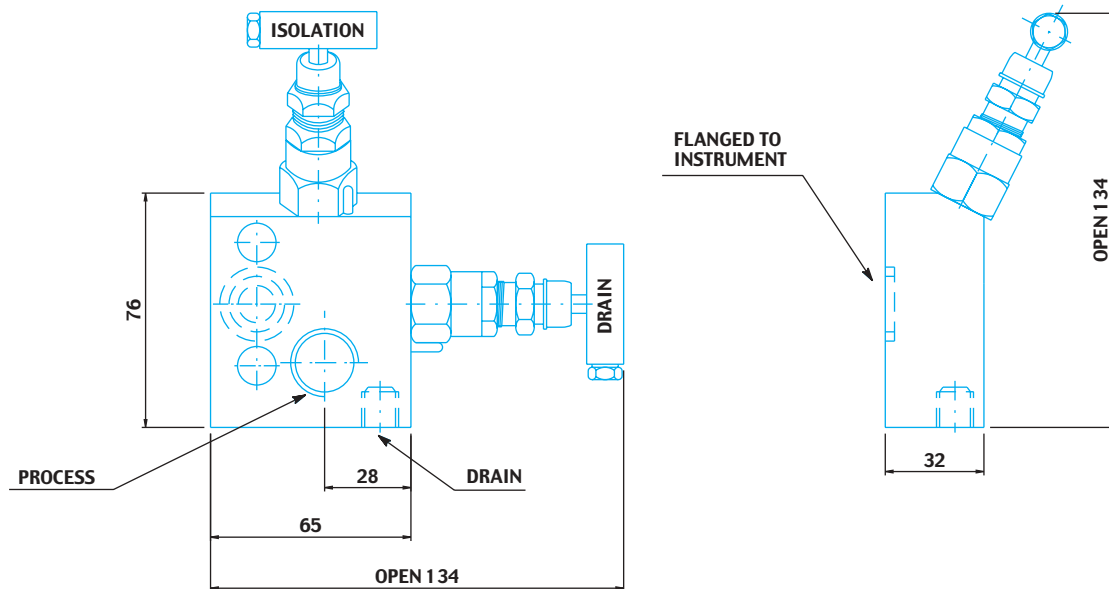 ISOLATION
FLANGED TO
INSTRUMENT
OPEN 134
76
DRAIN
PROCESS
28
DRAIN
32
65
OPEN 134